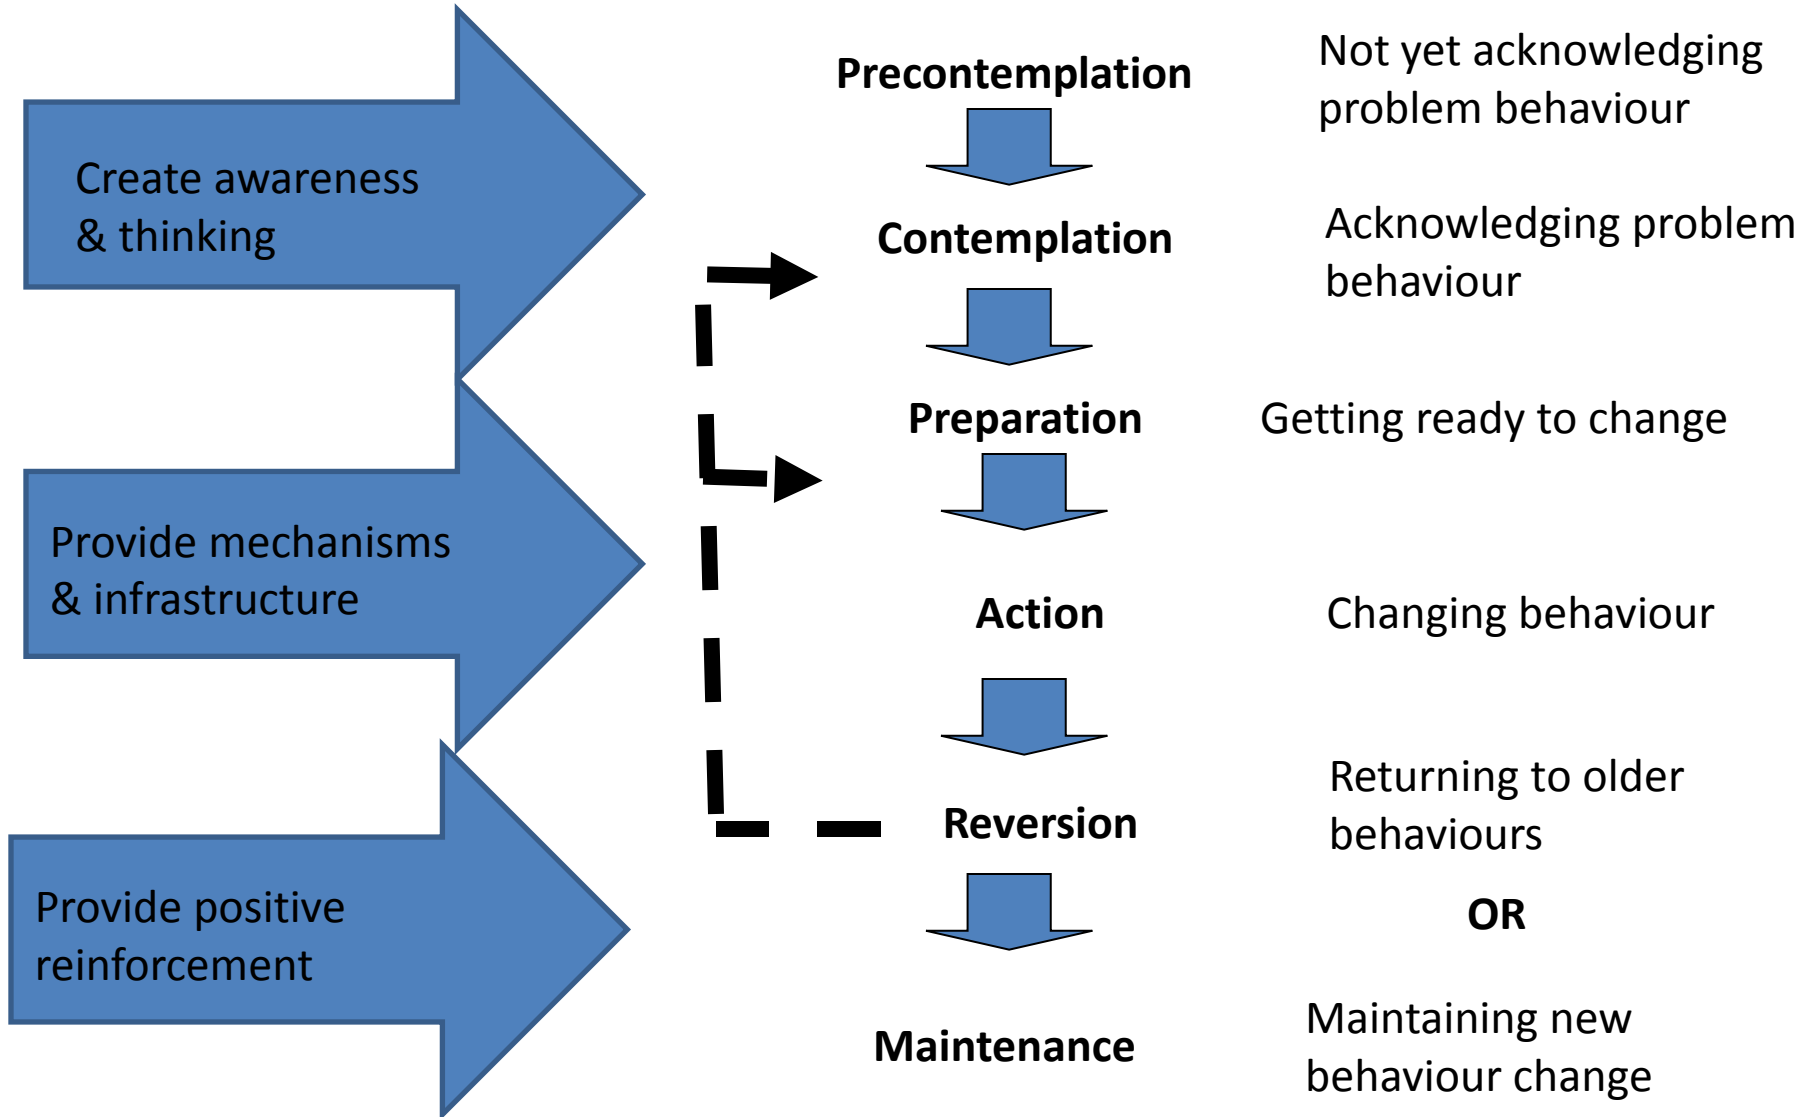 Create awareness
& thinking
Provide mechanisms
& infrastructure
Provide positive
reinforcement
Precontemplation
Not yet acknowledging
problem behaviour
Contemplation
Acknowledging problem
behaviour
Preparation
Getting ready to change
Action
Changing behaviour
Reversion
Returning to older
behaviours
OR
Maintenance
Maintaining new
behaviour change